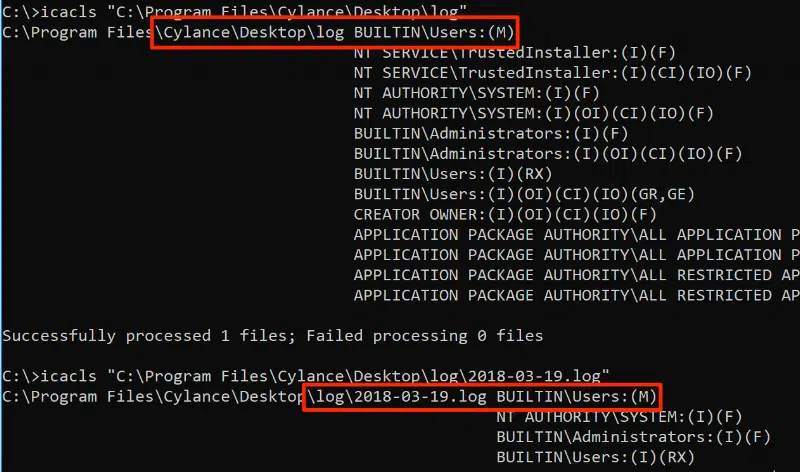 C:\>icacls "C:\Program Files\Cylance\Desktop\log"
C:\Program Files\Cylance\Desktop\log BUILTIN\Users:(M)
NT SERVICE\TrustedInstaller:(I)(F)
NT SERVICE\TrustedInstaller:(I)(CI)(IO)(F)
NT AUTHORITY\SYSTEM:(I)(F)
NT AUTHORITY\SYSTEM:(I)(OI)(CI)(IO)(F)
BUILTIN\Administrators:(I)(F)
BUILTIN\Administrators:(I)(OI)(CI)(IO)(F)
BUILTIN\Users:(I)(RX)
BUILTIN\Users:(I)(OI)(CI)(IO)(GR,GE)
CREATOR OWNER:(I)(OI)(CI)(IO)(F)
APPLICATION PACKAGE AUTHORITY\ALL APPLICATION P
APPLICATION PACKAGE AUTHORITY\ALL APPLICATION P
APPLICATION PACKAGE AUTHORITY\ALL RESTRICTED AP
APPLICATION PACKAGE AUTHORITY\ALL RESTRICTED AP
Successfully processed 1 files; Failed processing 0 files
C:\>icacls "C:\Program Files\Cylance\Desktop\log\2018-03-19.log"
C:\Program Files\Cylance\Desktop\log\2018-03-19.log BUILTIN\Users:(M)
NT AUTHORITY\SYSTEM:(I)(F)
BUILTIN\Administrators:(I)(F)
BUILTIN\Users:(I)(RX)